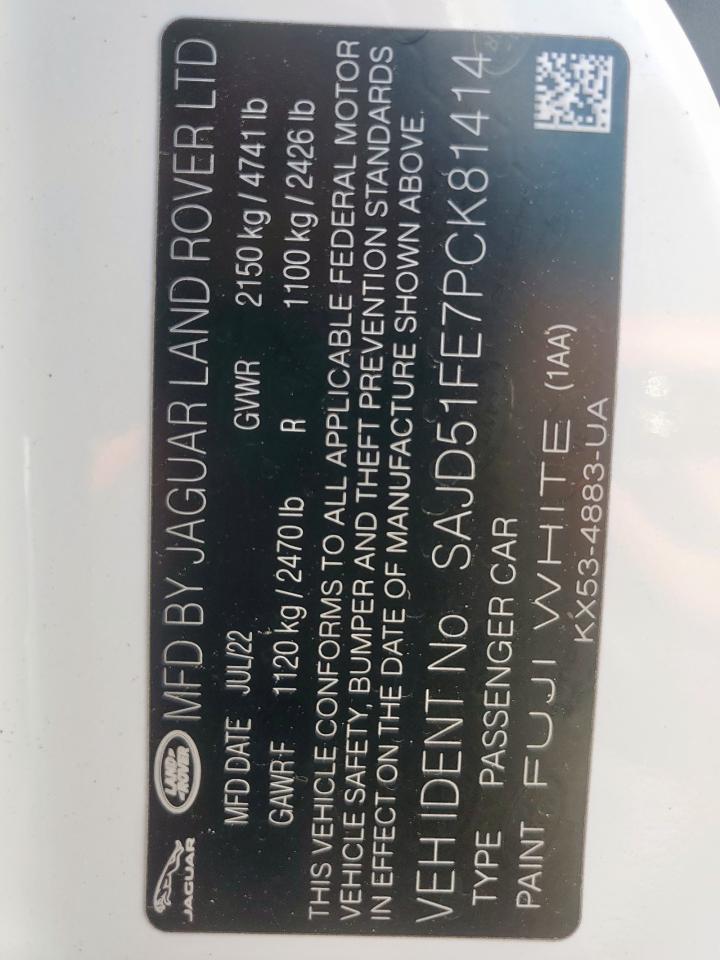 JAGUAR
LAND-
ROVER
MFD BY JAGUAR LAND ROVER LTD
MFD DATE JUL/22 GVWR 2150 kg / 4741 lb
GAWR F 1120 kg / 2470 lb R 1100 kg / 2426 lb
THIS VEHICLE CONFORMS TO ALL APPLICABLE FEDERAL MOTOR
VEHICLE SAFETY, BUMPER AND THEFT PREVENTION STANDARDS
IN EFFECT ON THE DATE OF MANUFACTURE SHOWN ABOVE.
VEH IDENT No. SAJD51FE7PCK81414
TYPE PASSENGER CAR
PAINT. FUJI WHITE (1AA)
KX53-4883-UA